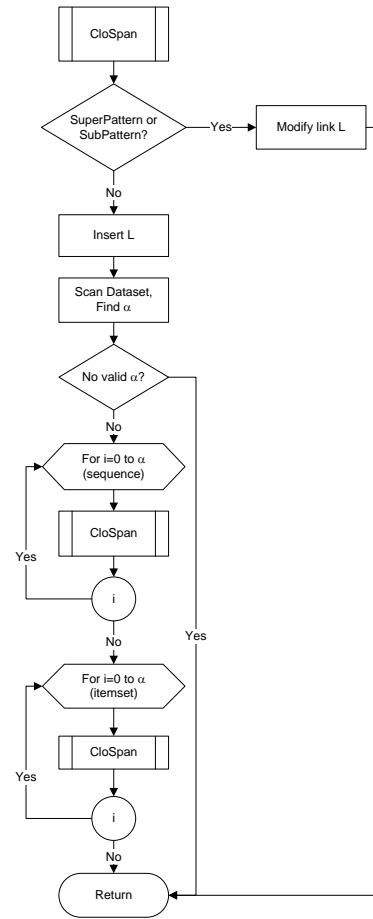 CloSpan
SuperPattern or
SubPattern?
Yes
Modify link L
No
Insert L
Scan Dataset,
Find α
No valid α?
No
For i=0 to α
(sequence)
CloSpan
Yes
i
No
Yes
For i=0 to α
(itemset)
CloSpan
Yes
i
No
Return